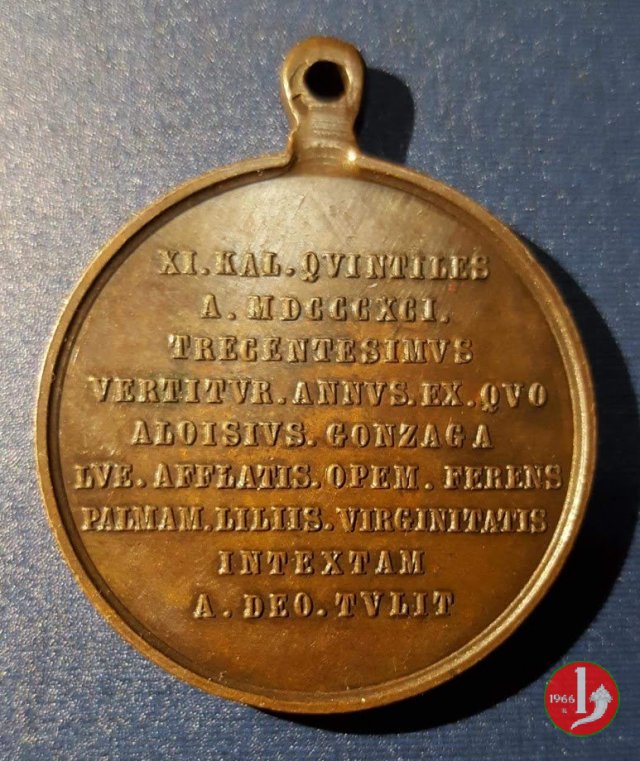 XI. KAL. QVINTILES
A. MDCCCXCI.
TRECENTESIMVS
VERTITVR. ANNVS. EX. QVO
ALOISIVS. GONZAGA
LVE. AFFLATIS. OPEM. FERENS
PALMAM. LILIIS. VIRGINITATIS
INTEXTAM
A. DEO. TVLIT
1966